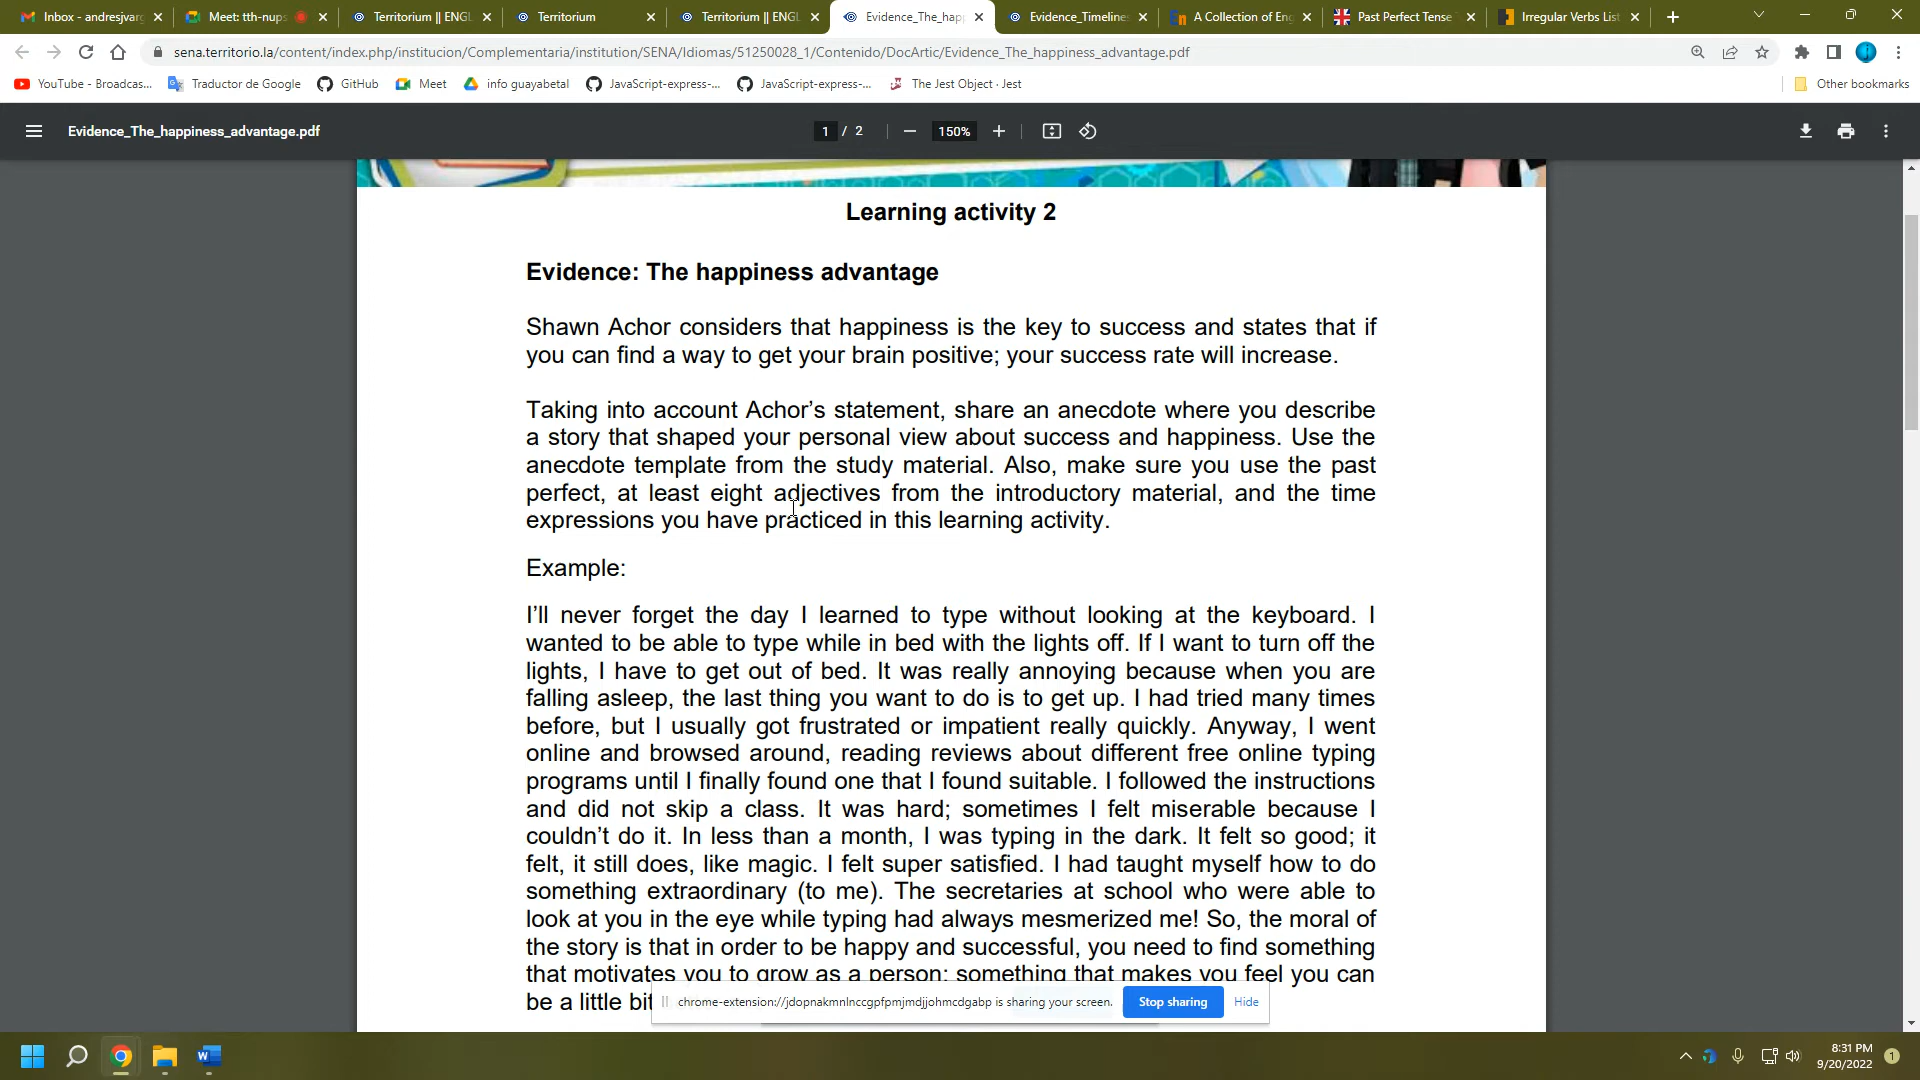 Inbox - andresjvar
Meet: tth-nups
Territorium || ENGL
Territorium
Territorium || ENGL
Evidence_The_hap
Evidence_Timeline
A Collection of Eng
Past Perfect Tense
Irregular Verbs List
sena.territorio.la/content/index.php/institucion/Complementaria/institution/SENA/Idiomas/51250028_1/Contenido/DocArtic/Evidence_The_happiness_advantage.pdf
YouTube - Broadcas...
Traductor de Google
GitHub
Meet
info guayabetal
JavaScript-express-...
JavaScript-express-...
The Jest Object · Jest
Other bookmarks
Evidence_The_happiness_advantage.pdf
1 / 2
150%
Learning activity 2
Evidence: The happiness advantage
Shawn Achor considers that happiness is the key to success and states that if
you can find a way to get your brain positive; your success rate will increase.
Taking into account Achor’s statement, share an anecdote where you describe
a story that shaped your personal view about success and happiness. Use the
anecdote template from the study material. Also, make sure you use the past
perfect, at least eight adjectives from the introductory material, and the time
expressions you have practiced in this learning activity.
Example:
I’ll never forget the day I learned to type without looking at the keyboard. I
wanted to be able to type while in bed with the lights off. If I want to turn off the
lights, I have to get out of bed. It was really annoying because when you are
falling asleep, the last thing you want to do is to get up. I had tried many times
before, but I usually got frustrated or impatient really quickly. Anyway, I went
online and browsed around, reading reviews about different free online typing
programs until I finally found one that I found suitable. I followed the instructions
and did not skip a class. It was hard; sometimes I felt miserable because I
couldn’t do it. In less than a month, I was typing in the dark. It felt so good; it
felt, it still does, like magic. I felt super satisfied. I had taught myself how to do
something extraordinary (to me). The secretaries at school who were able to
look at you in the eye while typing had always mesmerized me! So, the moral of
the story is that in order to be happy and successful, you need to find something
that motivates you to grow as a person; something that makes you feel you can
be a little bit
chrome-extension://jdopnakmnlnccgpfpmjmdjjohmcdgabp is sharing your screen.
Stop sharing
Hide
8:31 PM
9/20/2022
1